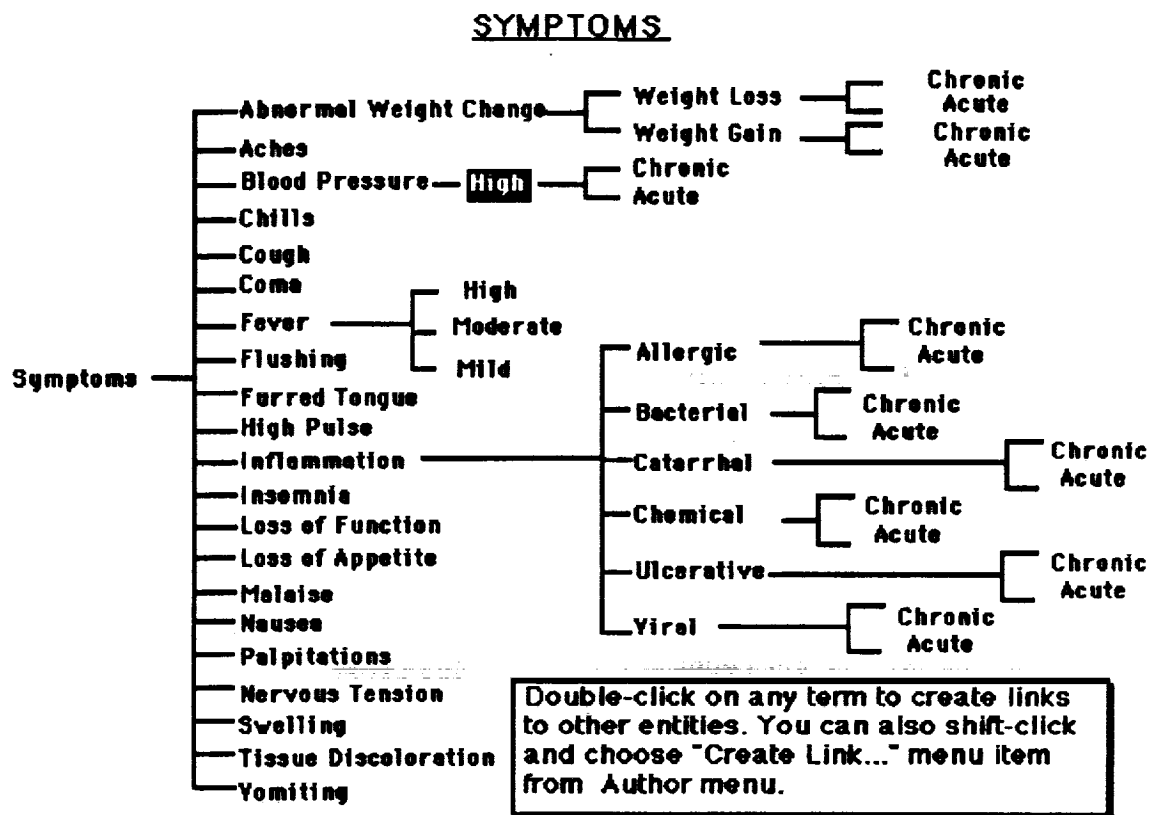 SYMPTOMS
Abnormal Weight Change
Weight Loss
Chronic
Acute
Weight Gain
Chronic
Acute
Aches
Blood Pressure
High
Chronic
Acute
Chills
Cough
Coma
Fever
High
Moderate
Mild
Flushing
Symptoms
Furred Tongue
High Pulse
Inflammation
Allergic
Chronic
Acute
Bacterial
Chronic
Acute
Catarrhal
Chronic
Acute
Chemical
Chronic
Acute
Ulcerative
Chronic
Acute
Viral
Chronic
Acute
Insomnia
Loss of Function
Loss of Appetite
Malaise
Nausea
Palpitations
Nervous Tension
Swelling
Tissue Discoloration
Vomiting
Double-click on any term to create links
to other entities. You can also shift-click
and choose "Create Link..." menu item
from Author menu.